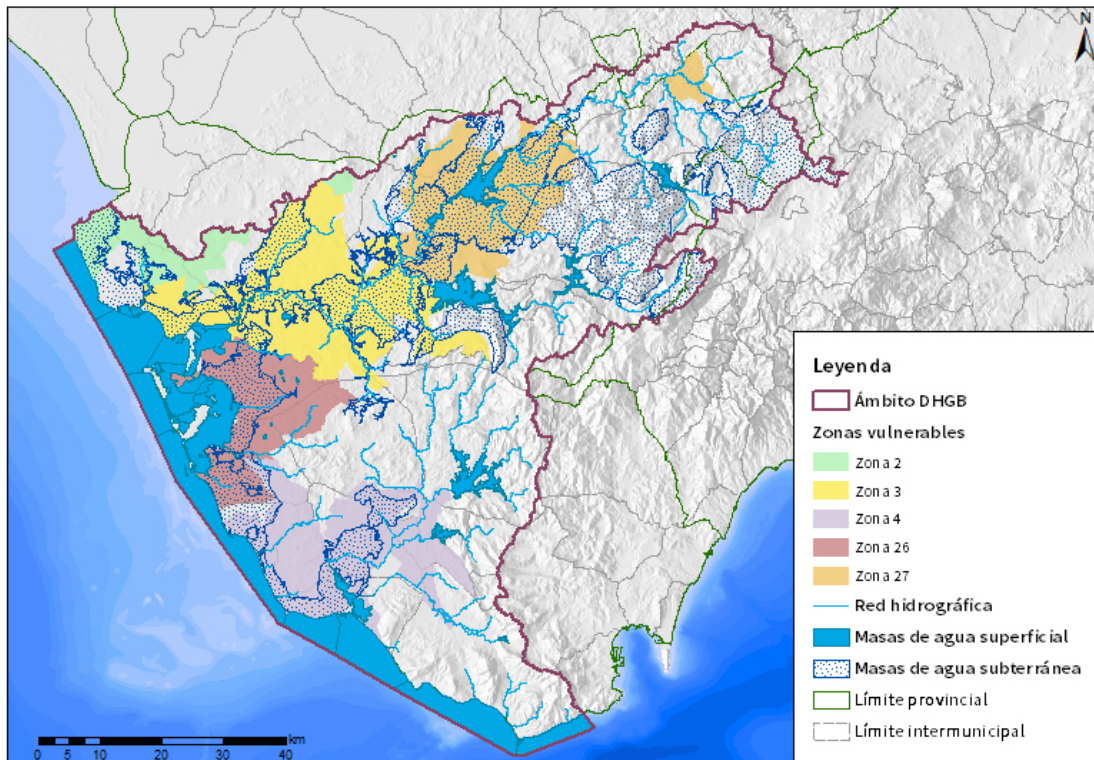 N
Leyenda
Ámbito DHGB
Zonas vulnerables
Zona 2
Zona 3
Zona 4
Zona 26
Zona 27
Red hidrográfica
Masas de agua superficial
Masas de agua subterránea
Límite provincial
Límite intermunicipal
km
0 5 10 20 30 40